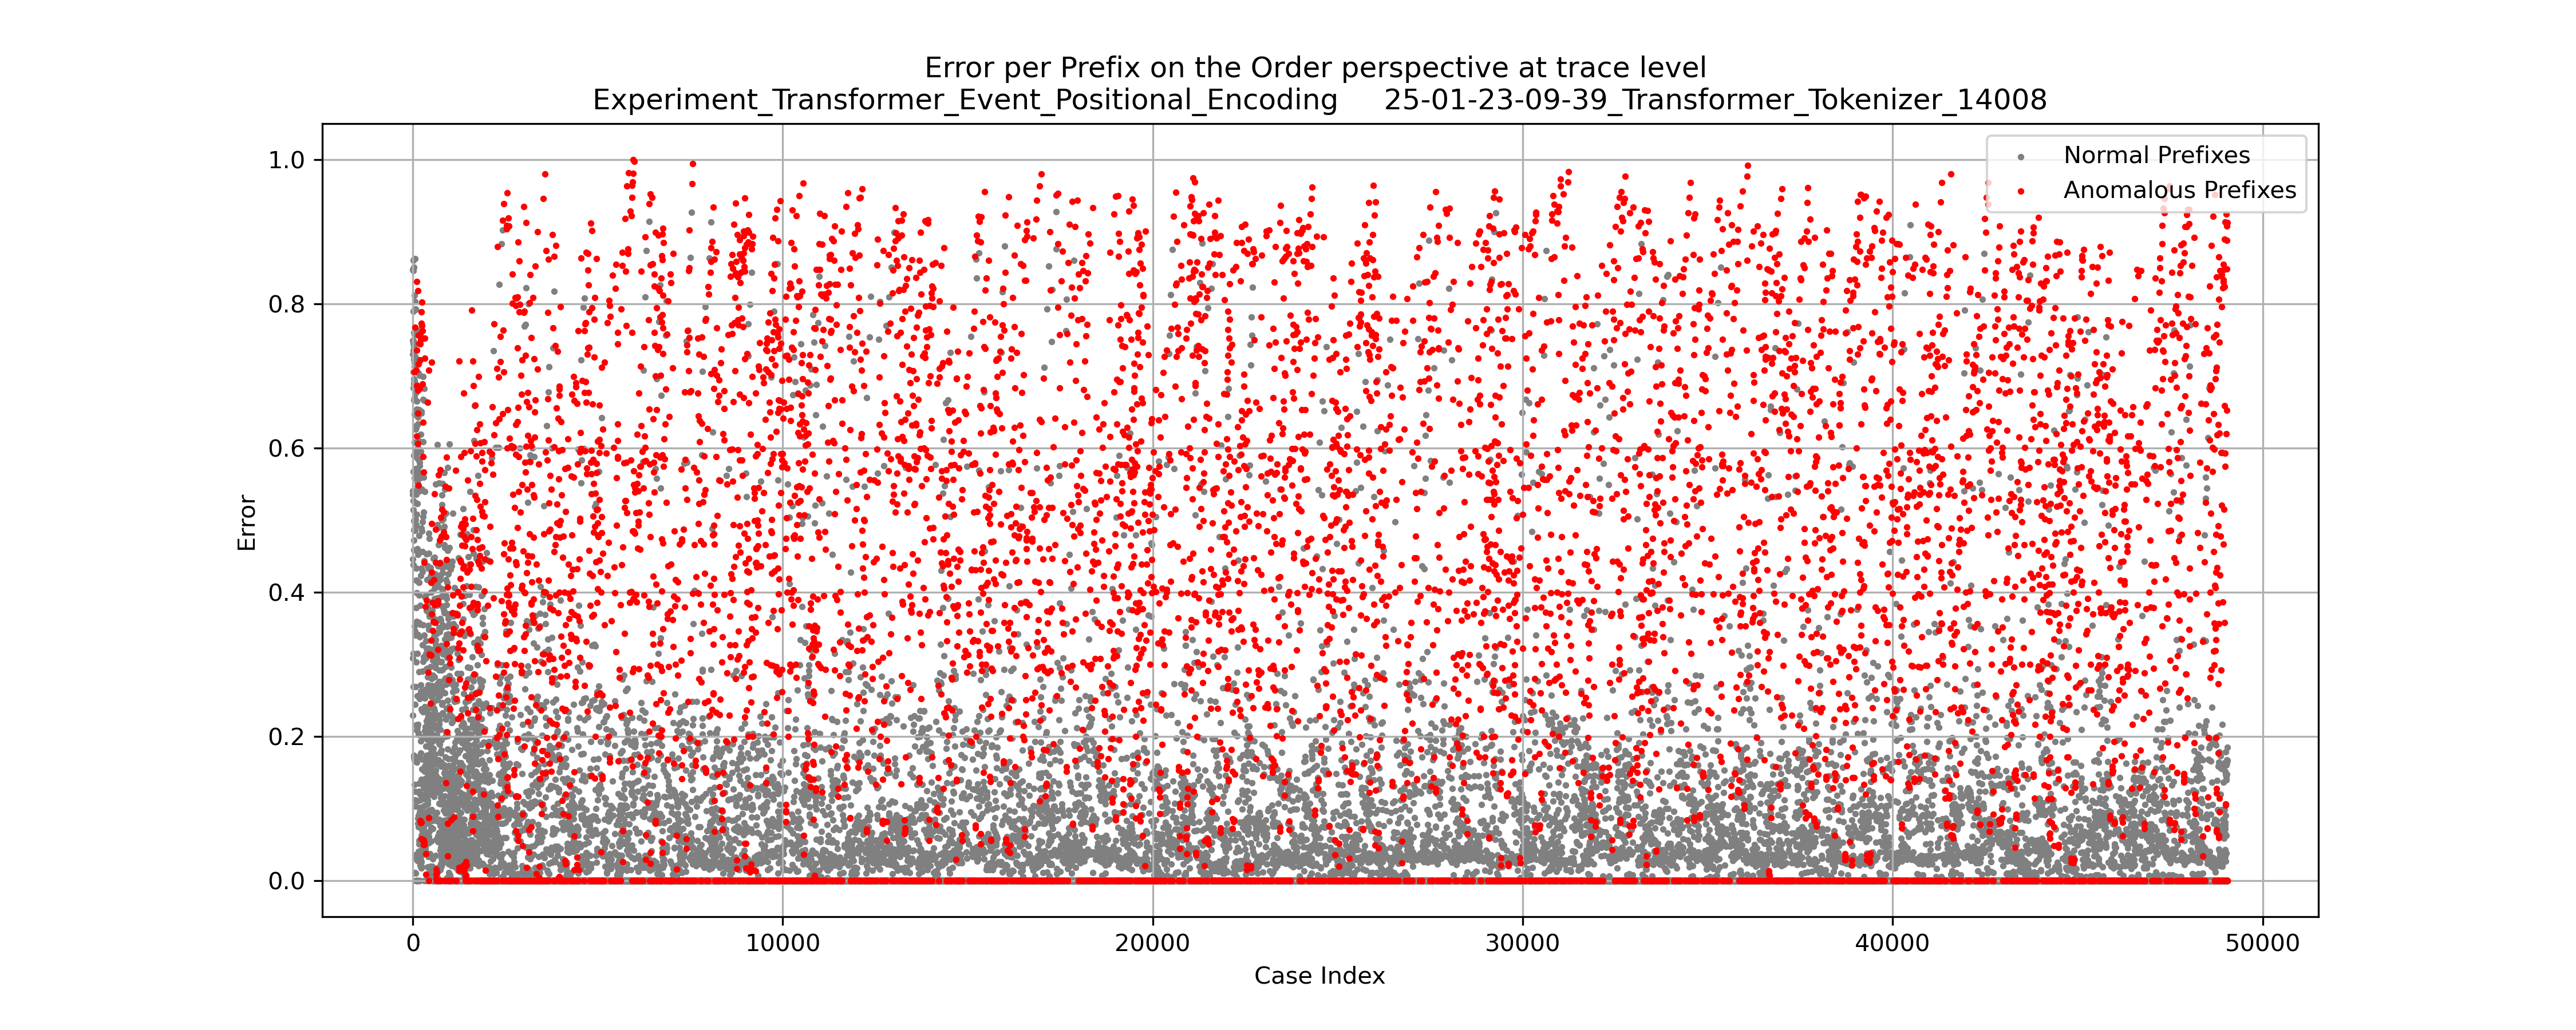 Error per Prefix on the Order perspective at trace level
Experiment_Transformer_Event_Positional_Encoding 25-01-23-09-39_Transformer_Tokenizer_14008
Normal Prefixes
Anomalous Prefixes
Error
1.0
0.8
0.6
0.4
0.2
0.0
0 10000 20000 30000 40000 50000
Case Index